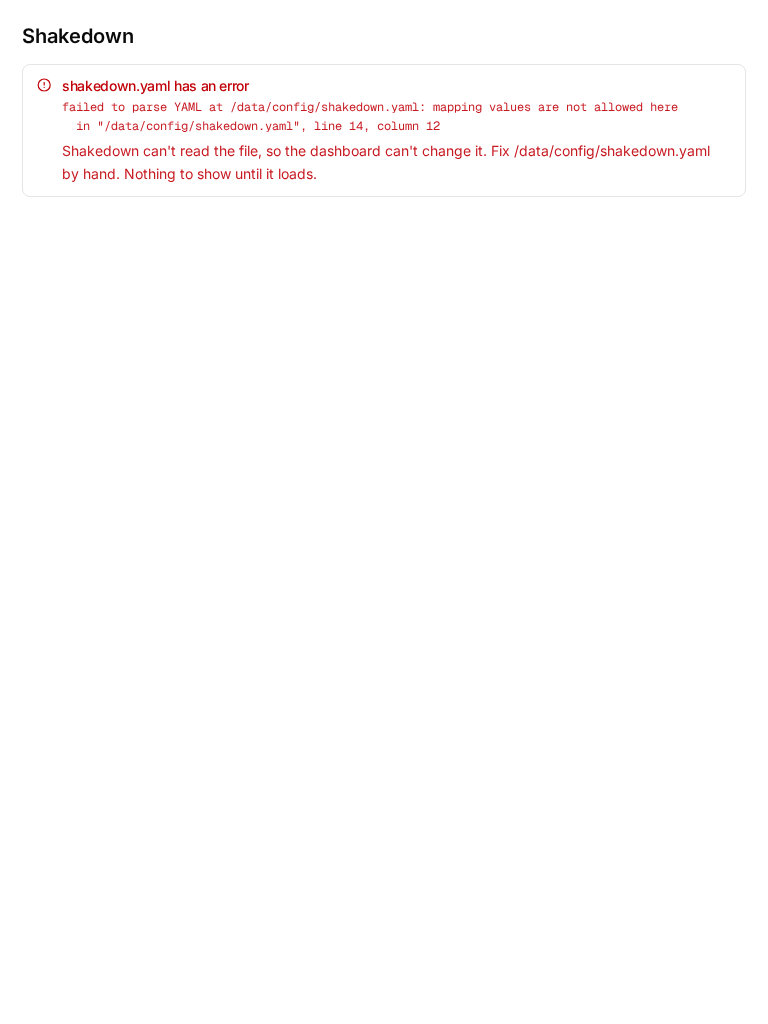 Shakedown
shakedown.yaml has an error
failed to parse YAML at /data/config/shakedown.yaml: mapping values are not allowed here
  in "/data/config/shakedown.yaml", line 14, column 12
Shakedown can't read the file, so the dashboard can't change it. Fix /data/config/shakedown.yaml
by hand. Nothing to show until it loads.